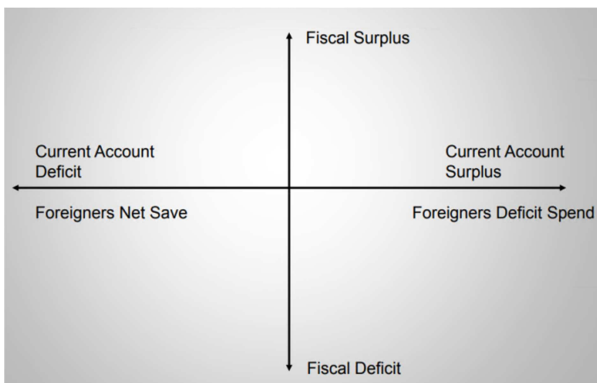 Fiscal Surplus
Current Account
Deficit
Current Account
Surplus
Foreigners Net Save
Foreigners Deficit Spend
Fiscal Deficit